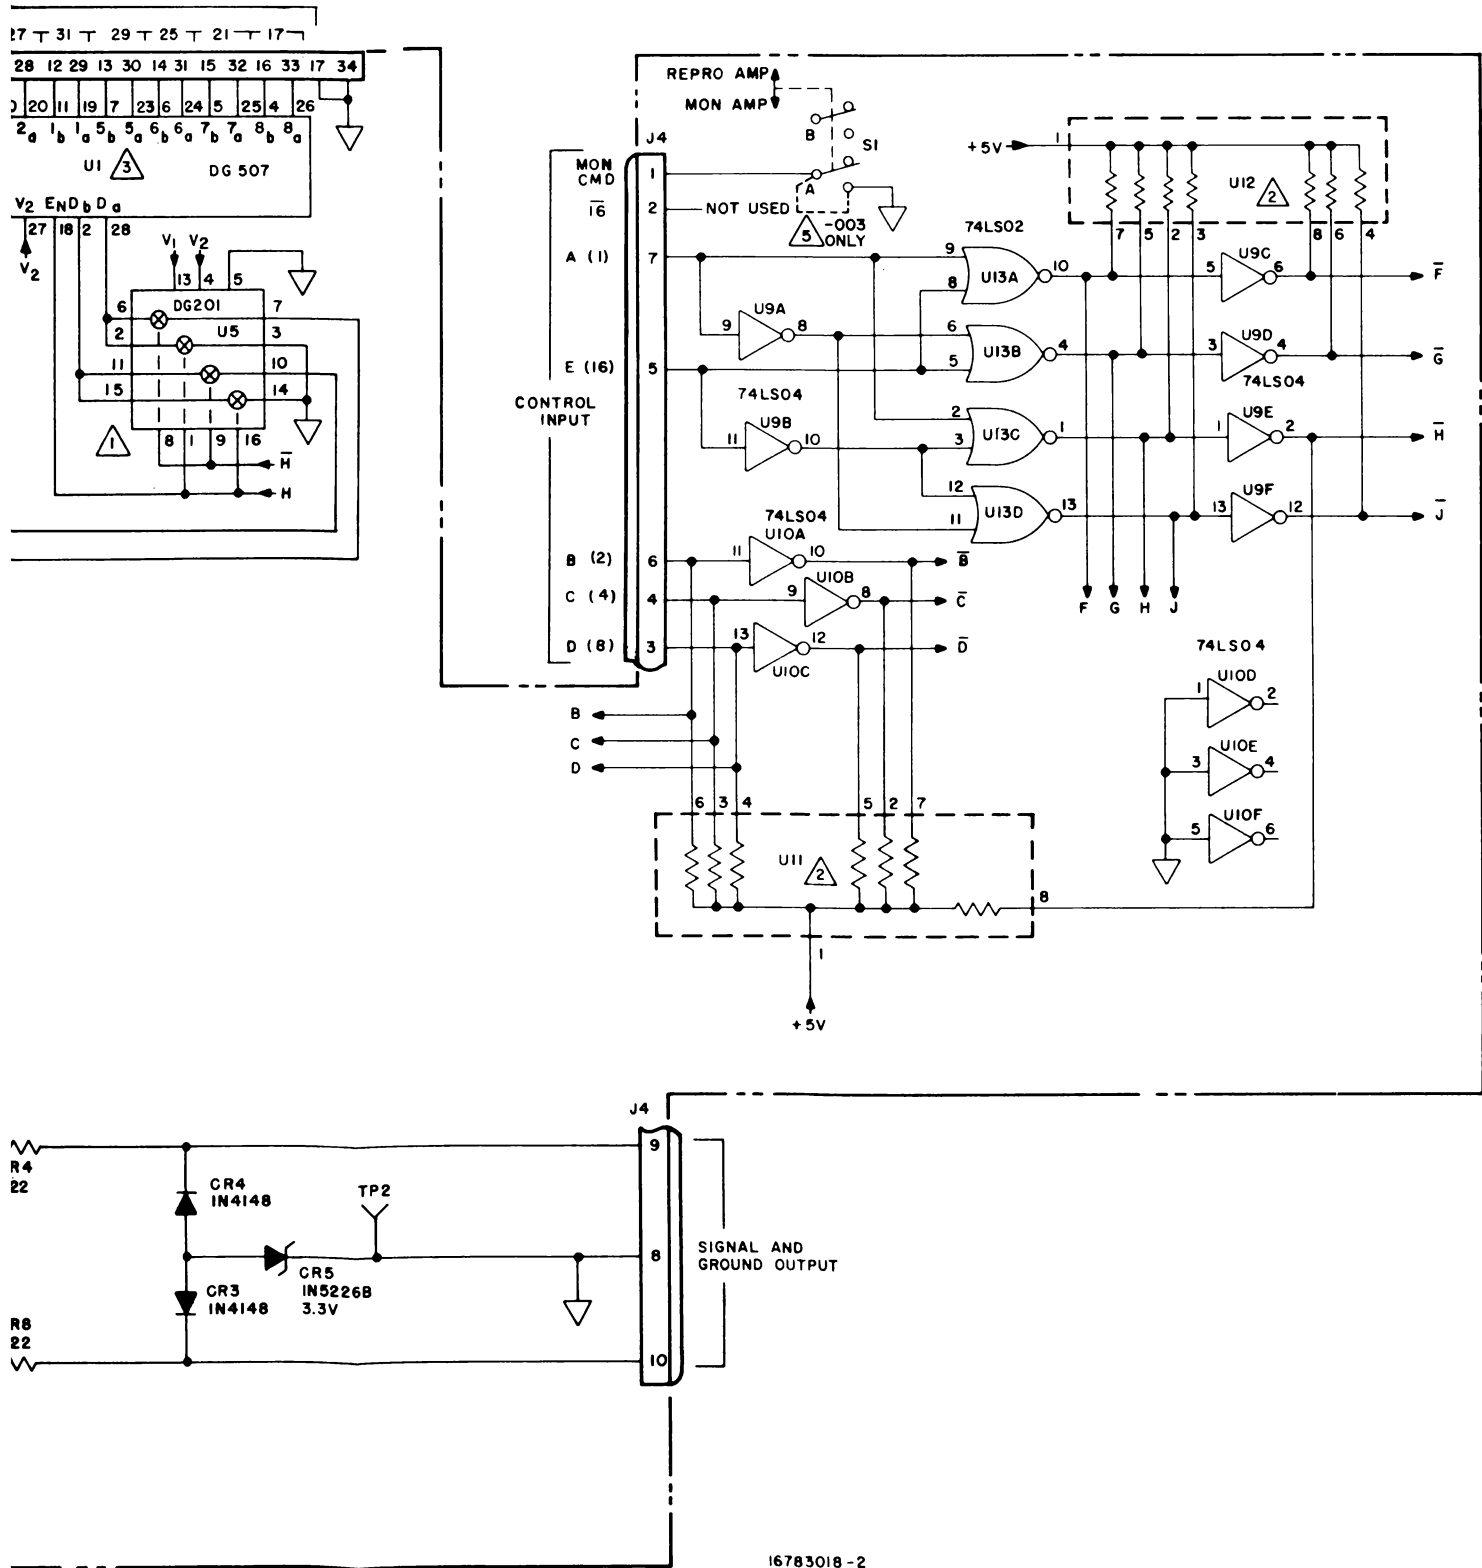 27 31 29 25 21 17
28 12 29 13 30 14 31 15 32 16 33 17 34
20 11 19 7 23 6 24 5 25 4 26
2a 1b 1a 5b 5a 6b 6a 7b 7a 8b 8a
U1 3 DG 507
V2 EN Db Da
27 18 2 28
V2
V1 V2
13 4 5
DG201
U5
6 7
2 3
11 10
15 14
1
8 1 9 16
H̅
H
REPRO AMP
MON AMP
B
S1
A
J4
MON CMD
1
1̅6̅
2
NOT USED
5
-003 ONLY
A (1)
7
E (16)
5
CONTROL INPUT
B (2)
6
C (4)
4
D (8)
3
+5V
1
U12 2
7 5 2 3 8 6 4
74LS02
9
8
U13A
10
5
U9C
6
F̅
9
U9A
8
6
5
U13B
4
3
U9D
4
74LS04
G̅
74LS04
11
U9B
10
2
3
U13C
1
1
U9E
2
H̅
12
11
U13D
13
13
U9F
12
J̅
74LS04
U10A
11 10
B̅
U10B
9 8
C̅
13 12
U10C
D̅
F G H J
B
C
D
74LS04
U10D
1 2
U10E
3 4
U10F
5 6
6 3 4 5 2 7
U11 2
8
1
+5V
J4
9
R4
22
CR4
1N4148
TP2
8
CR5
1N5226B
3.3V
CR3
1N4148
SIGNAL AND
GROUND OUTPUT
R8
22
10
16783018-2